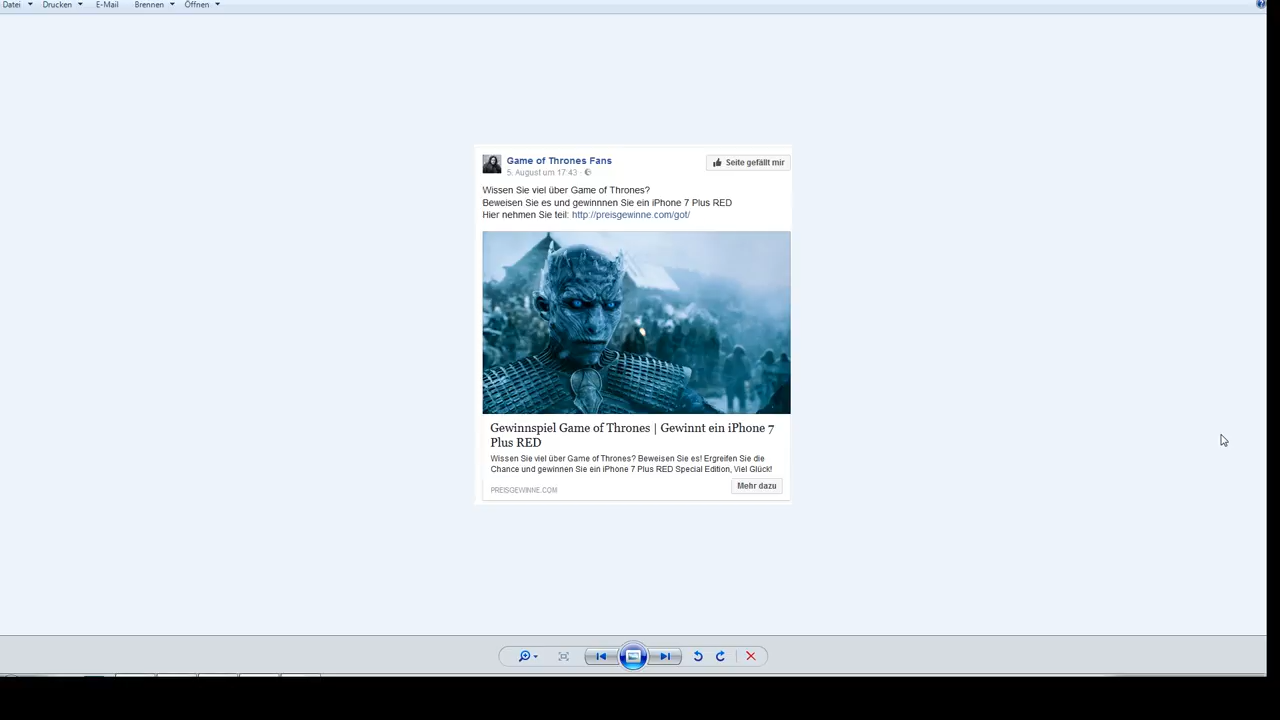 Datei Drucken E-Mail Brennen Öffnen
Game of Thrones Fans
Seite gefällt mir
5. August um 17:43 ·
Wissen Sie viel über Game of Thrones?
Beweisen Sie es und gewinnnen Sie ein iPhone 7 Plus RED
Hier nehmen Sie teil: http://preisgewinne.com/got/
Gewinnspiel Game of Thrones | Gewinnt ein iPhone 7
Plus RED
Wissen Sie viel über Game of Thrones? Beweisen Sie es! Ergreifen Sie die
Chance und gewinnen Sie ein iPhone 7 Plus RED Special Edition, Viel Glück!
Mehr dazu
PREISGEWINNE.COM